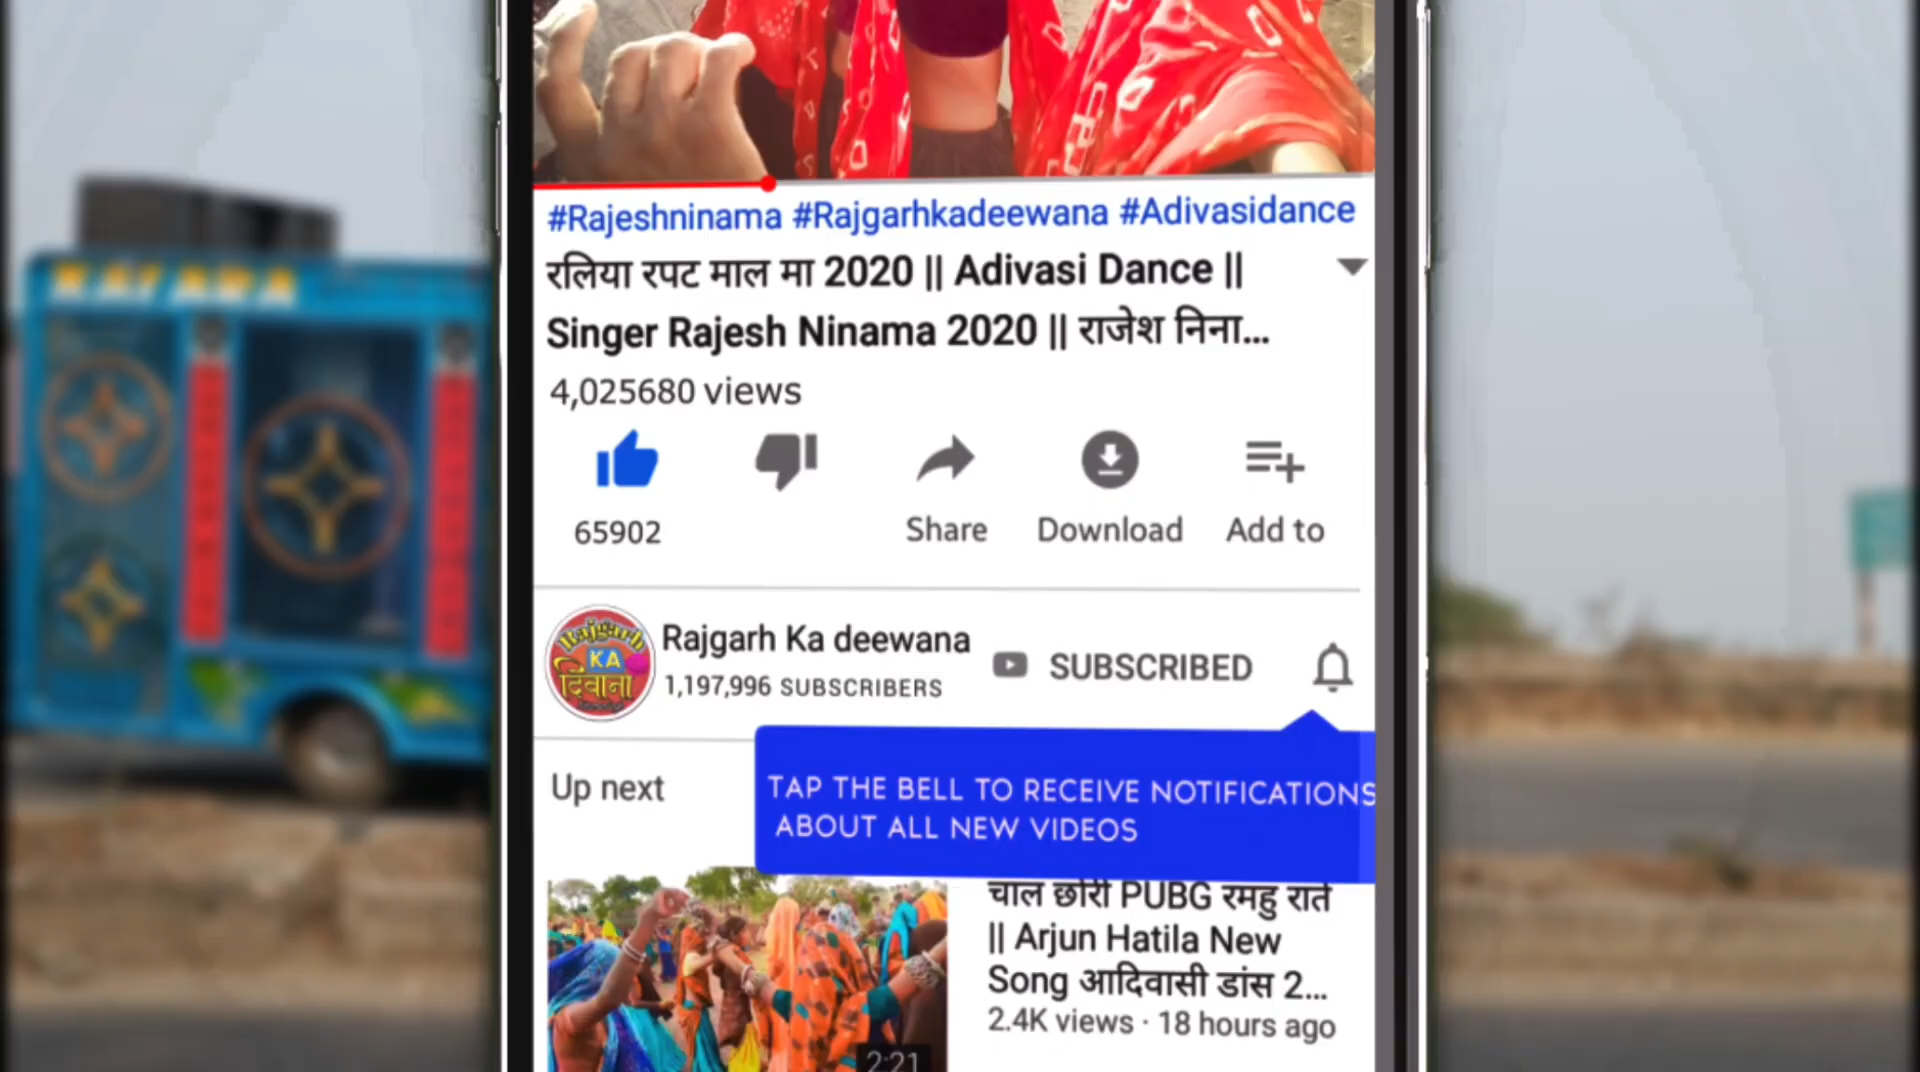 #Rajeshninama #Rajgarhkadeewana #Adivasidance
रलिया रपट माल मा 2020 || Adivasi Dance ||
Singer Rajesh Ninama 2020 || राजेश निना...
4,025680 views
65902
Share
Download
Add to
Rajgarh
KA
दिवाना
Rajgarh Ka deewana
1,197,996 SUBSCRIBERS
SUBSCRIBED
TAP THE BELL TO RECEIVE NOTIFICATIONS
ABOUT ALL NEW VIDEOS
Up next
चाल छोरी PUBG रमहु राते
|| Arjun Hatila New
Song आदिवासी डांस 2...
2.4K views · 18 hours ago
2:21